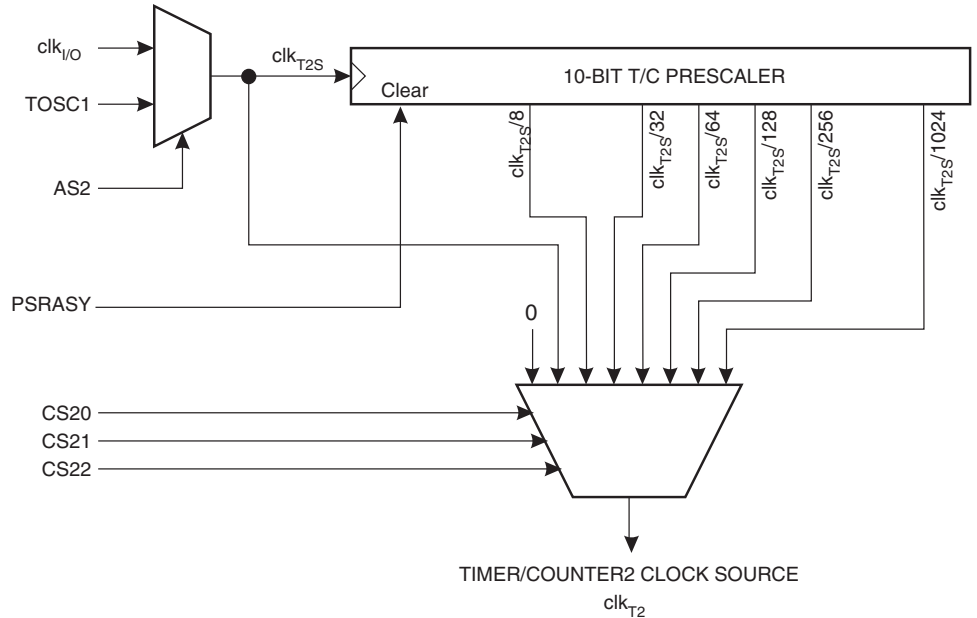 clkI/O
clkT2S
10-BIT T/C PRESCALER
TOSC1
Clear
AS2
clkT2S/8
clkT2S/32
clkT2S/64
clkT2S/128
clkT2S/256
clkT2S/1024
PSRASY
0
CS20
CS21
CS22
TIMER/COUNTER2 CLOCK SOURCE
clkT2